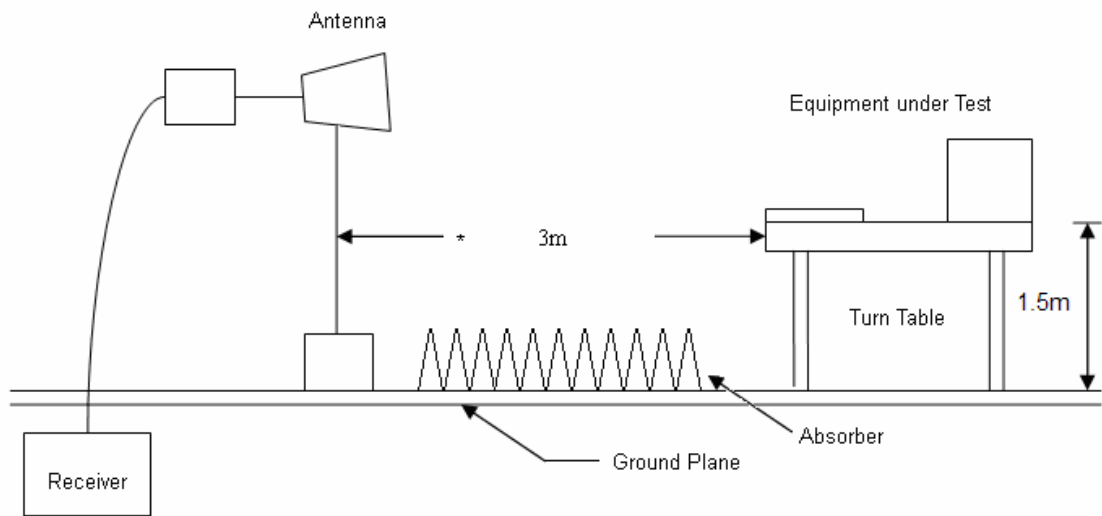 Antenna
Equipment under Test
* 3m
1.5m
Turn Table
Absorber
Ground Plane
Receiver